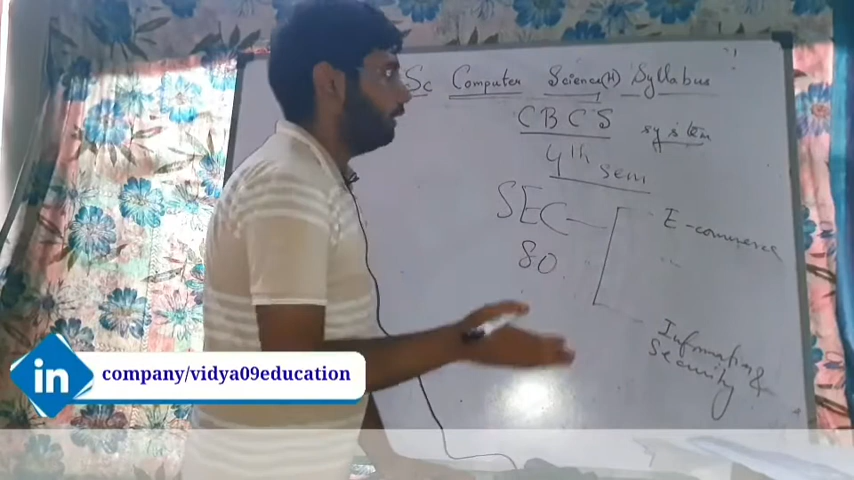 Sc Computer Science(H) Syllabus
CBCS system
4th sem
SEC
E-commerce
80
Information &
Security
in company/vidya09education